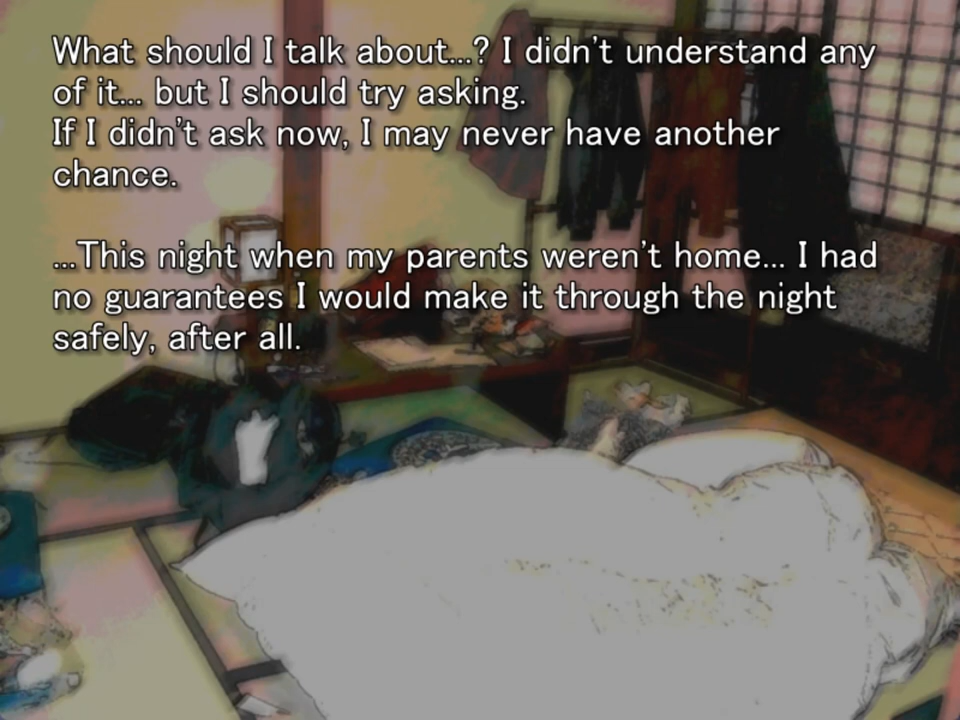 What should I talk about...? I didn't understand any
of it... but I should try asking.
If I didn't ask now, I may never have another
chance.
...This night when my parents weren't home... I had
no guarantees I would make it through the night
safely, after all.